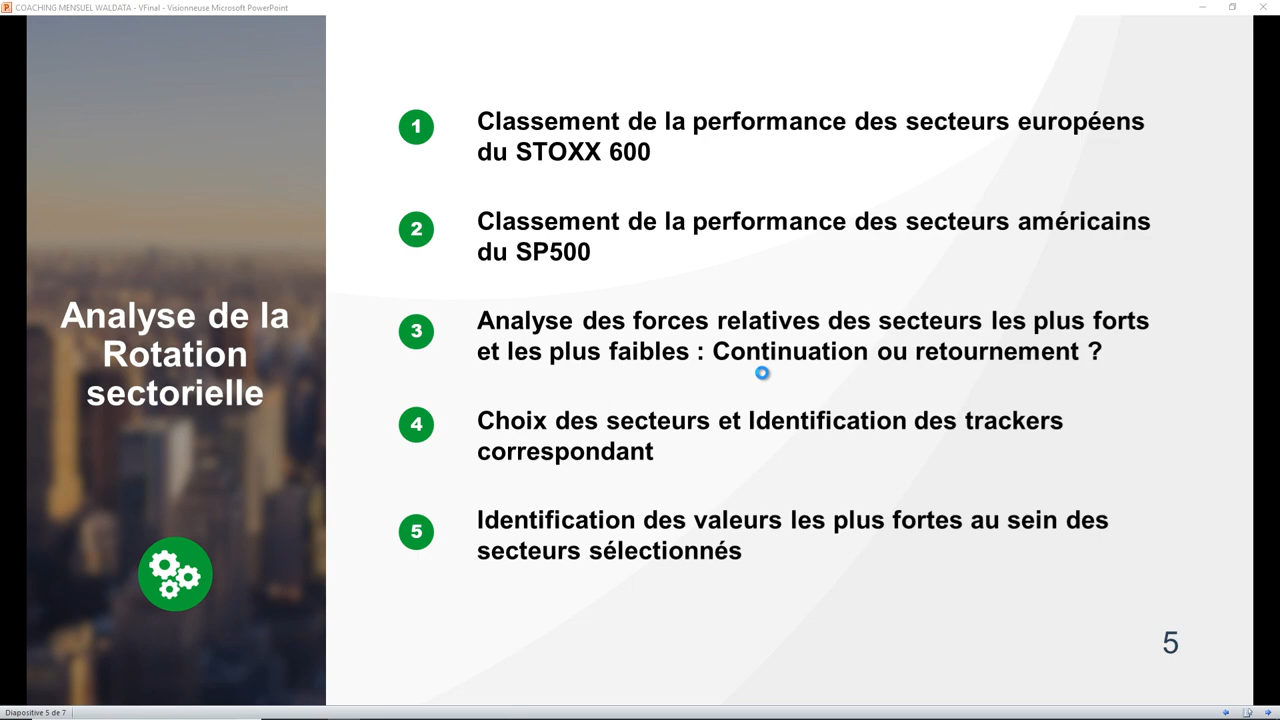 COACHING MENSUEL WALDATA - VFinal - Visionneuse Microsoft PowerPoint
Analyse de la
Rotation
sectorielle
1
Classement de la performance des secteurs européens
du STOXX 600
2
Classement de la performance des secteurs américains
du SP500
3
Analyse des forces relatives des secteurs les plus forts
et les plus faibles : Continuation ou retournement ?
4
Choix des secteurs et Identification des trackers
correspondant
5
Identification des valeurs les plus fortes au sein des
secteurs sélectionnés
5
Diapositive 5 de 7